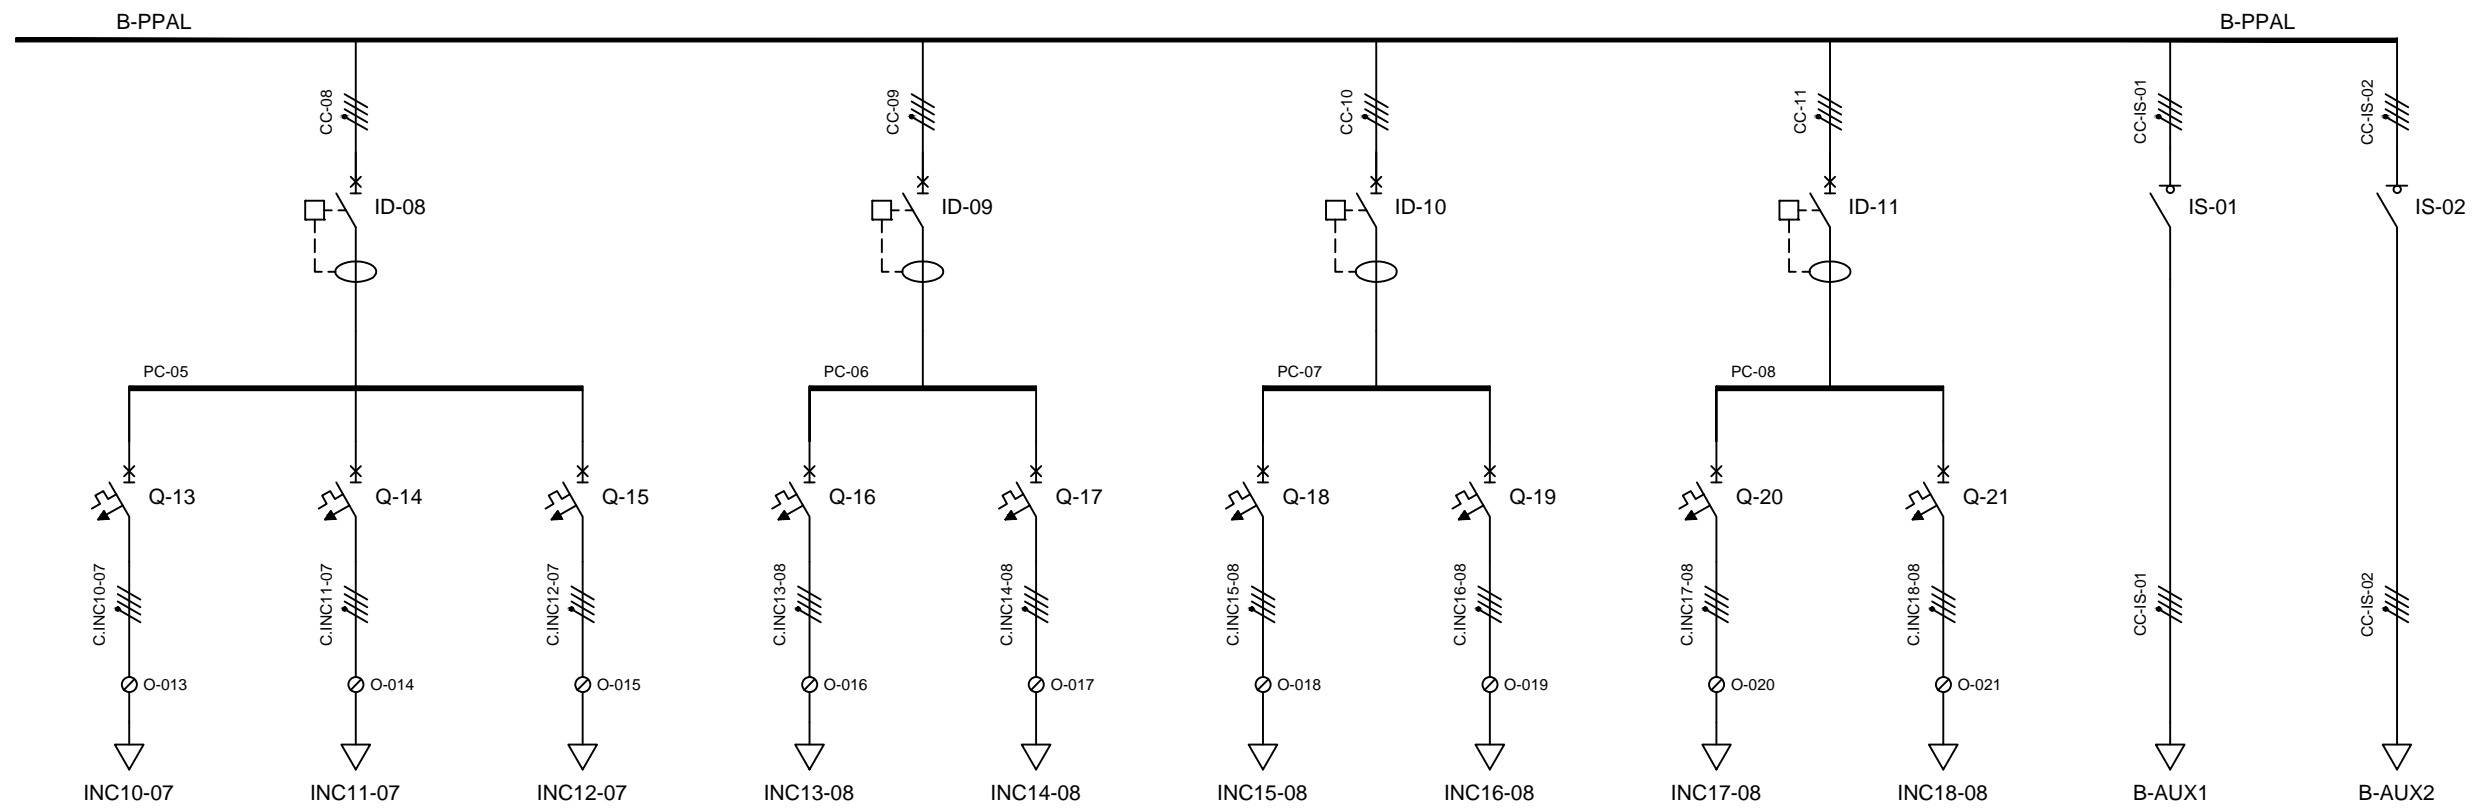 B-PPAL
B-PPAL
CC-08
CC-09
CC-10
CC-11
CC-IS-01
CC-IS-02
ID-08
ID-09
ID-10
ID-11
IS-01
IS-02
PC-05
PC-06
PC-07
PC-08
Q-13
Q-14
Q-15
Q-16
Q-17
Q-18
Q-19
Q-20
Q-21
C.INC10-07
C.INC11-07
C.INC12-07
C.INC13-08
C.INC14-08
C.INC15-08
C.INC16-08
C.INC17-08
C.INC18-08
CC-IS-01
CC-IS-02
O-013
O-014
O-015
O-016
O-017
O-018
O-019
O-020
O-021
INC10-07
INC11-07
INC12-07
INC13-08
INC14-08
INC15-08
INC16-08
INC17-08
INC18-08
B-AUX1
B-AUX2